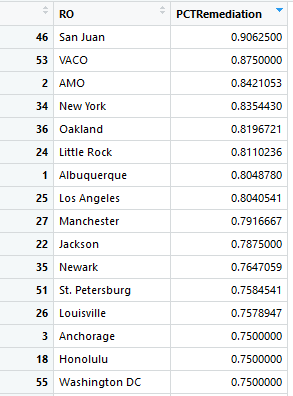 RO PCTRemediation
46 San Juan 0.9062500
53 VACO 0.8750000
2 AMO 0.8421053
34 New York 0.8354430
36 Oakland 0.8196721
24 Little Rock 0.8110236
1 Albuquerque 0.8048780
25 Los Angeles 0.8040541
27 Manchester 0.7916667
22 Jackson 0.7875000
35 Newark 0.7647059
51 St. Petersburg 0.7584541
26 Louisville 0.7578947
3 Anchorage 0.7500000
18 Honolulu 0.7500000
55 Washington DC 0.7500000